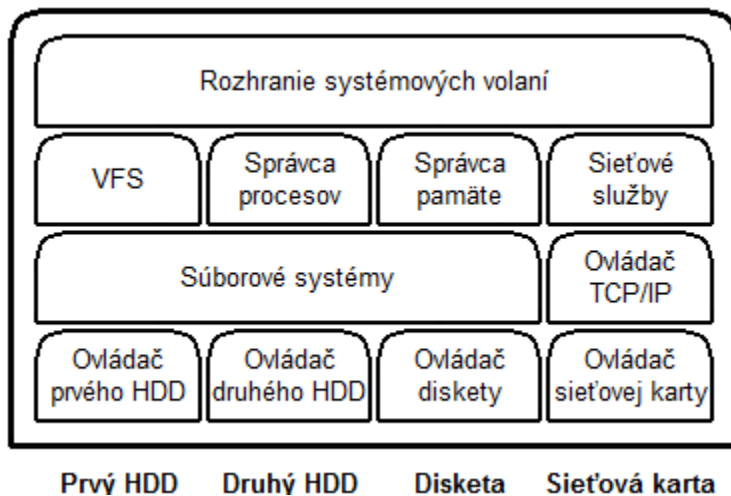 Rozhranie systémových volaní
VFS
Správca
procesov
Správca
pamäte
Sieťové
služby
Súborové systémy
Ovládač
TCP/IP
Ovládač
prvého HDD
Ovládač
druhého HDD
Ovládač
diskety
Ovládač
sieťovej karty
Prvý HDD
Druhý HDD
Disketa
Sieťová karta